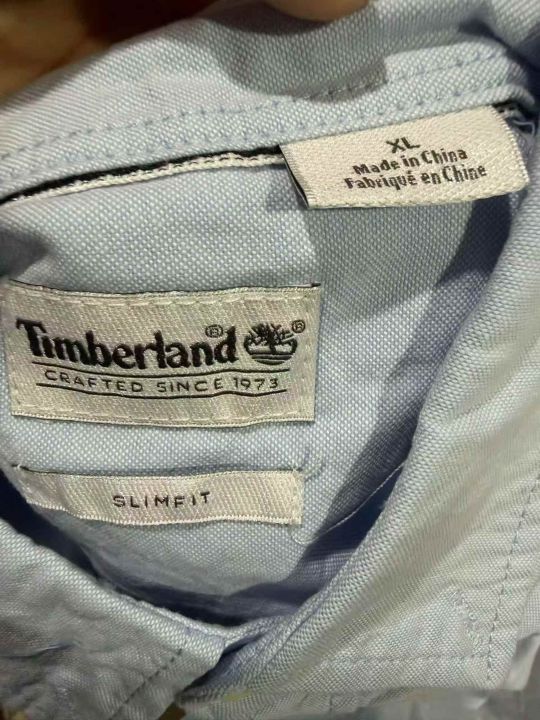 XL
Made in China
Fabriqué en Chine
Timberland® ®
CRAFTED SINCE 1973
SLIMFIT